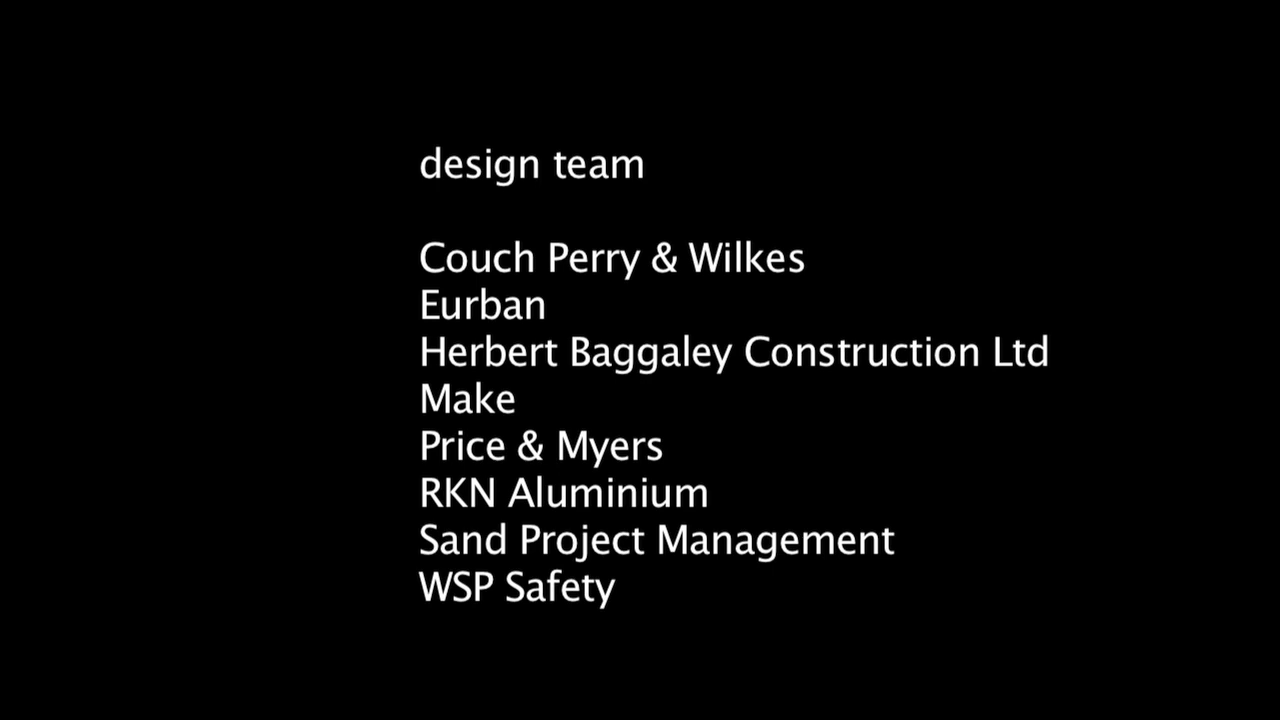 design team
Couch Perry & Wilkes
Eurban
Herbert Baggaley Construction Ltd
Make
Price & Myers
RKN Aluminium
Sand Project Management
WSP Safety